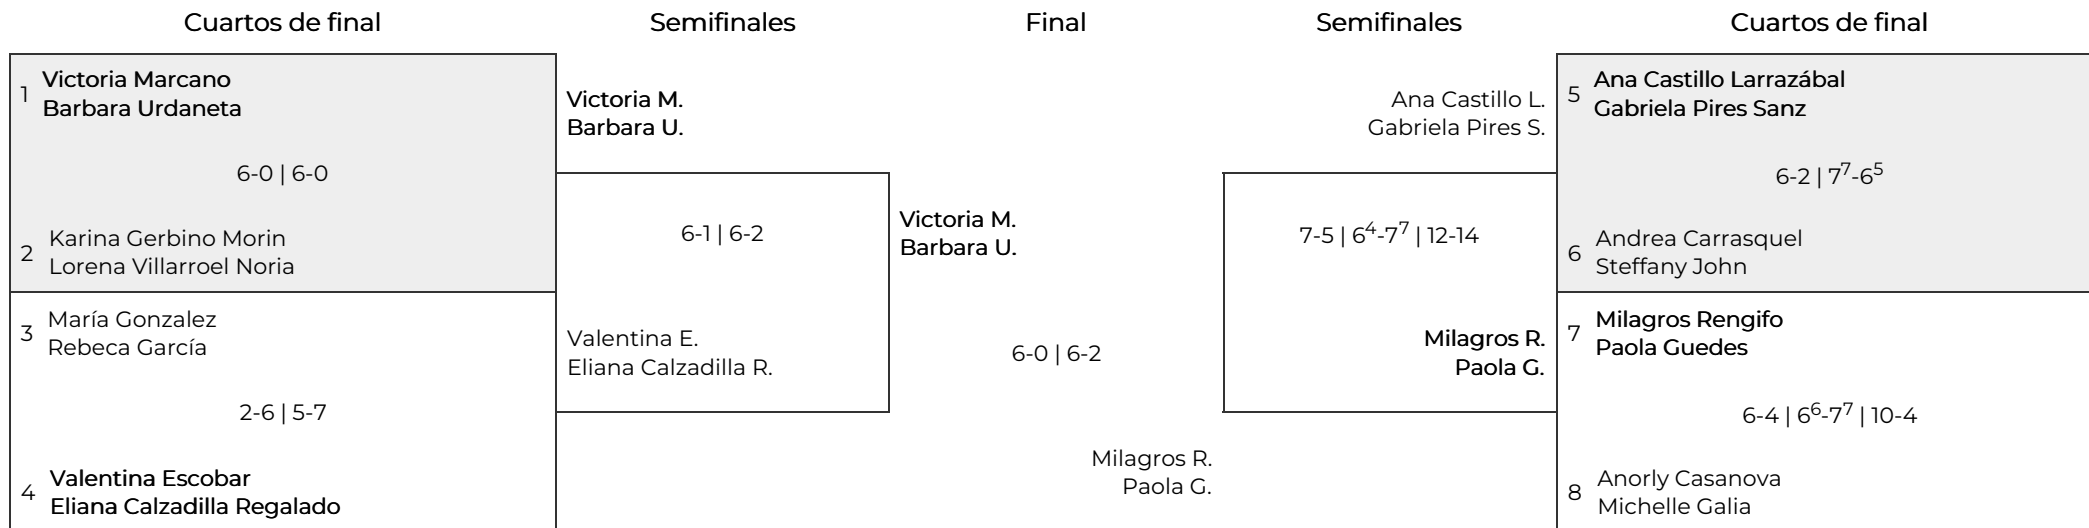 Cuartos de final
Semifinales
Final
Semifinales
Cuartos de final
1
Victoria Marcano
Barbara Urdaneta
6-0 | 6-0
2
Karina Gerbino Morin
Lorena Villarroel Noria
3
María Gonzalez
Rebeca García
2-6 | 5-7
4
Valentina Escobar
Eliana Calzadilla Regalado
Victoria M.
Barbara U.
6-1 | 6-2
Valentina E.
Eliana Calzadilla R.
Victoria M.
Barbara U.
6-0 | 6-2
Milagros R.
Paola G.
Ana Castillo L.
Gabriela Pires S.
7-5 | 6⁴-7⁷ | 12-14
Milagros R.
Paola G.
5
Ana Castillo Larrazábal
Gabriela Pires Sanz
6-2 | 7⁷-6⁵
6
Andrea Carrasquel
Steffany John
7
Milagros Rengifo
Paola Guedes
6-4 | 6⁶-7⁷ | 10-4
8
Anorly Casanova
Michelle Galia